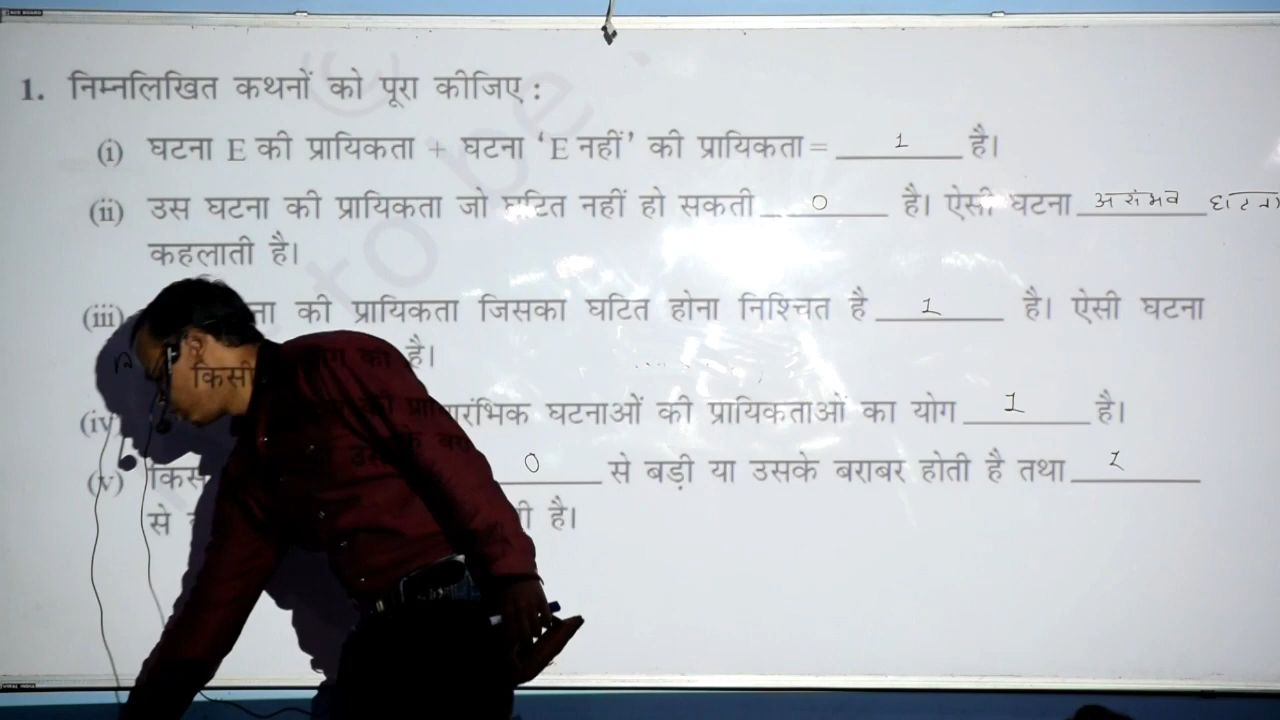 1. निम्नलिखित कथनों को पूरा कीजिए :
(i) घटना E की प्रायिकता + घटना ‘E नहीं’ की प्रायिकता = 1 है।
(ii) उस घटना की प्रायिकता जो घटित नहीं हो सकती 0 है। ऐसी घटना असंभव घटना
कहलाती है।
(iii) की प्रायिकता जिसका घटित होना निश्चित है 1 है। ऐसी घटना
है।
(iv) की प्रायिकताओं का योग 1 है।
(v) 0 से बड़ी या उसके बराबर होती है तथा 1
से है।